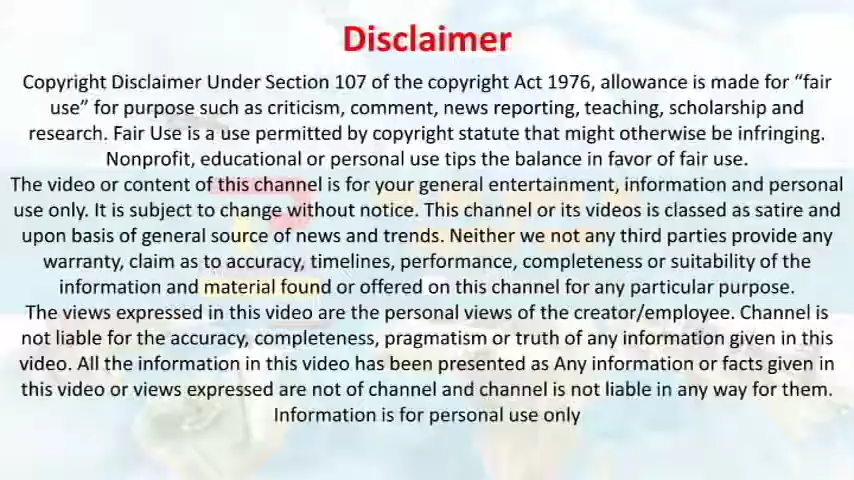 Disclaimer
Copyright Disclaimer Under Section 107 of the copyright Act 1976, allowance is made for “fair
use” for purpose such as criticism, comment, news reporting, teaching, scholarship and
research. Fair Use is a use permitted by copyright statute that might otherwise be infringing.
Nonprofit, educational or personal use tips the balance in favor of fair use.
The video or content of this channel is for your general entertainment, information and personal
use only. It is subject to change without notice. This channel or its videos is classed as satire and
upon basis of general source of news and trends. Neither we not any third parties provide any
warranty, claim as to accuracy, timelines, performance, completeness or suitability of the
information and material found or offered on this channel for any particular purpose.
The views expressed in this video are the personal views of the creator/employee. Channel is
not liable for the accuracy, completeness, pragmatism or truth of any information given in this
video. All the information in this video has been presented as Any information or facts given in
this video or views expressed are not of channel and channel is not liable in any way for them.
Information is for personal use only